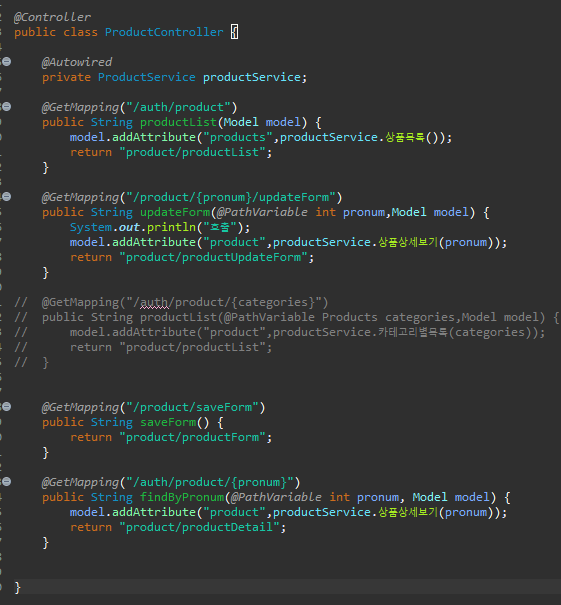 @Controller
public class ProductController {
@Autowired
private ProductService productService;
@GetMapping("/auth/product")
public String productList(Model model) {
model.addAttribute("products",productService.상품목록());
return "product/productList";
}
@GetMapping("/product/{pronum}/updateForm")
public String updateForm(@PathVariable int pronum,Model model) {
System.out.println("호출");
model.addAttribute("product",productService.상품상세보기(pronum));
return "product/productUpdateForm";
}
// @GetMapping("/auth/product/{categories}")
// public String productList(@PathVariable Products categories,Model model) {
// model.addAttribute("product",productService.카테고리별목록(categories));
// return "product/productList";
// }
@GetMapping("/product/saveForm")
public String saveForm() {
return "product/productForm";
}
@GetMapping("/auth/product/{pronum}")
public String findByPronum(@PathVariable int pronum, Model model) {
model.addAttribute("product",productService.상품상세보기(pronum));
return "product/productDetail";
}
}